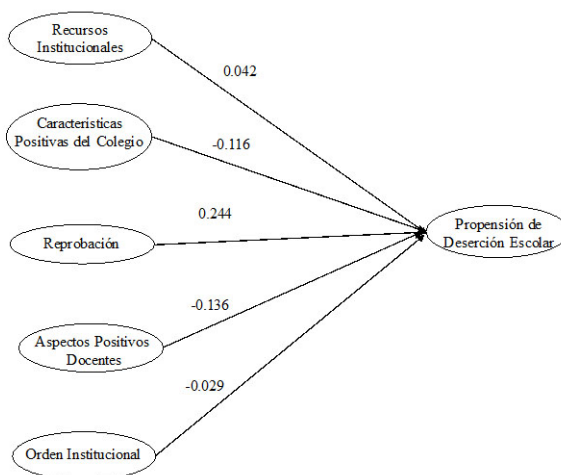 Recursos
Institucionales
0.042
Características
Positivas del Colegio
-0.116
Reprobación
0.244
Propensión de
Deserción Escolar
-0.136
Aspectos Positivos
Docentes
-0.029
Orden Institucional